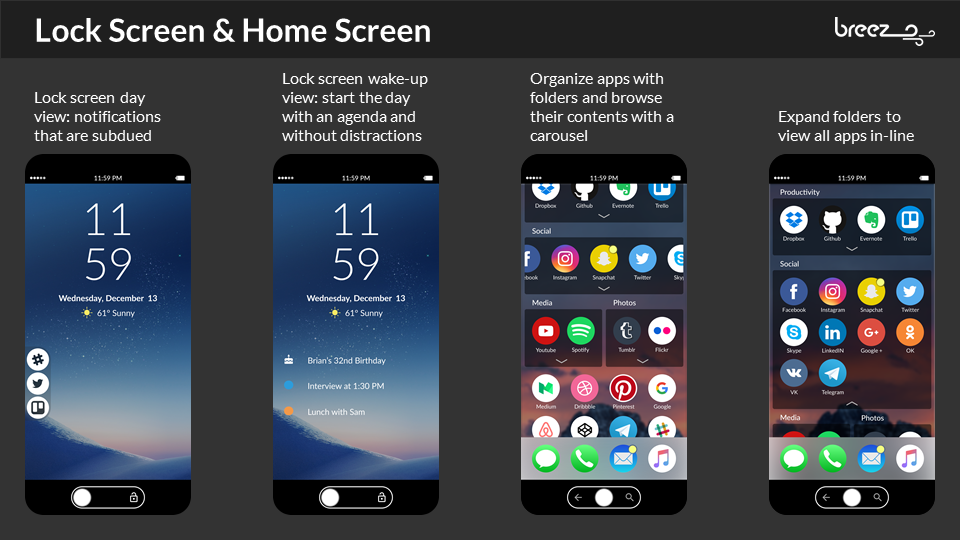 Lock Screen & Home Screen
breez
Lock screen day
view: notifications
that are subdued
11:59 PM
11
59
Wednesday, December 13
61° Sunny
Lock screen wake-up
view: start the day
with an agenda and
without distractions
11:59 PM
11
59
Wednesday, December 13
61° Sunny
Brian's 32nd Birthday
Interview at 1:30 PM
Lunch with Sam
Organize apps with
folders and browse
their contents with a
carousel
11:59 PM
Dropbox Github Evernote Trello
Social
ebook Instagram Snapchat Twitter Sky
Media Photos
Youtube Spotify Tumblr Flickr
Medium Dribbble Pinterest Google
Expand folders to
view all apps in-line
11:59 PM
Productivity
Dropbox Github Evernote Trello
Social
Facebook Instagram Snapchat Twitter
Skype LinkedIN Google + OK
VK Telegram
Media Photos